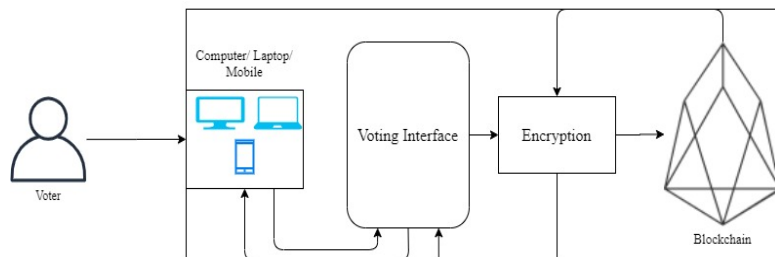 Computer/ Laptop/
Mobile
Voting Interface
Encryption
Voter
Blockchain